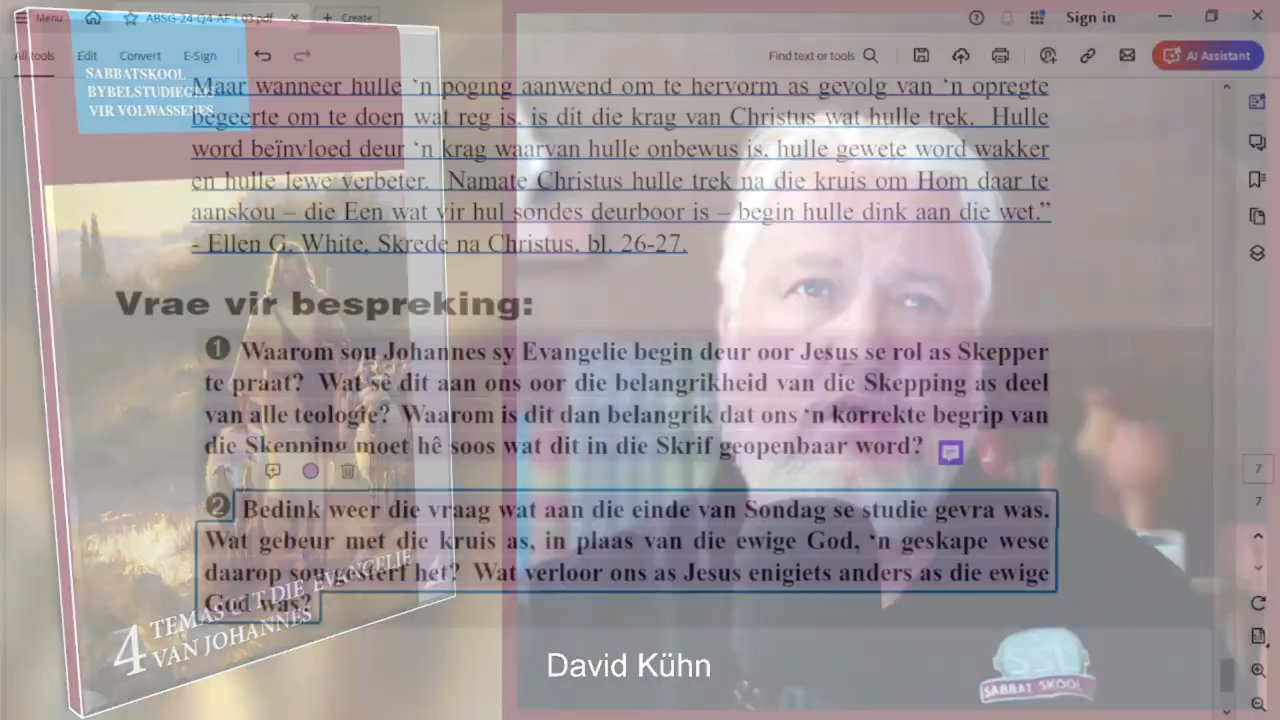 Menu
ABSG-24-Q4-AF-L03.pdf
Create
Sign in
All tools
Edit
Convert
E-Sign
Find text or tools
AI Assistant
SABBATSKOOL
BYBELSTUDIEGIDS
VIR VOLWASSENES
Maar wanneer hulle ‘n poging aanwend om te hervorm as gevolg van ‘n opregte
begeerte om te doen wat reg is, is dit die krag van Christus wat hulle trek. Hulle
word beïnvloed deur ‘n krag waarvan hulle onbewus is, hulle gewete word wakker
en hulle lewe verbeter. Namate Christus hulle trek na die kruis om Hom daar te
aanskou – die Een wat vir hul sondes deurboor is – begin hulle dink aan die wet.”
- Ellen G. White, Skrede na Christus, bl. 26-27.
Vrae vir bespreking:
1 Waarom sou Johannes sy Evangelie begin deur oor Jesus se rol as Skepper
te praat? Wat sê dit aan ons oor die belangrikheid van die Skepping as deel
van alle teologie? Waarom is dit dan belangrik dat ons ‘n korrekte begrip van
die Skepping moet hê soos wat dit in die Skrif geopenbaar word?
2 Bedink weer die vraag wat aan die einde van Sondag se studie gevra was.
Wat gebeur met die kruis as, in plaas van die ewige God, ‘n geskape wese
daarop sou gesterf het? Wat verloor ons as Jesus enigiets anders as die ewige
God was?
7
7
4 TEMAS UIT DIE EVANGELIE
VAN JOHANNES
David Kühn
SABBAT SKOOL